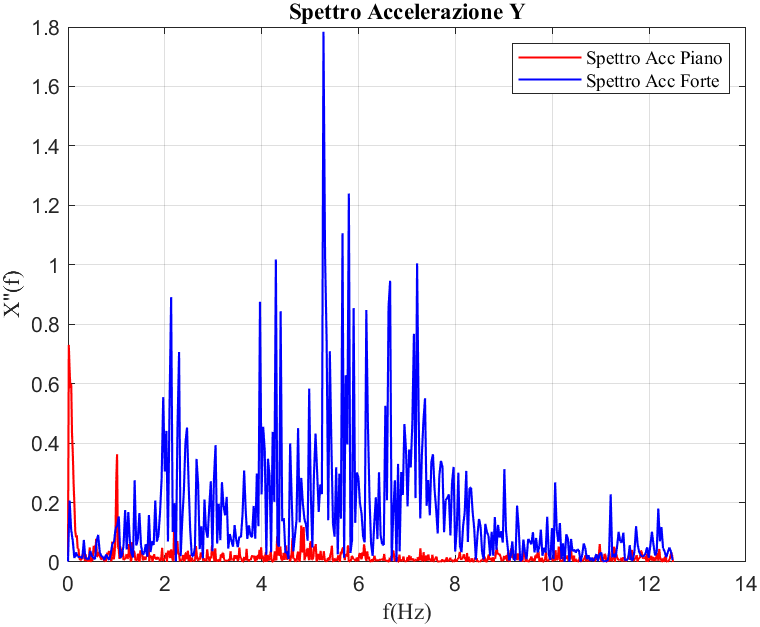 Spettro Accelerazione Y
Spettro Acc Piano
Spettro Acc Forte
X"(f)
1.8
1.6
1.4
1.2
1
0.8
0.6
0.4
0.2
0
0 2 4 6 8 10 12 14
f(Hz)